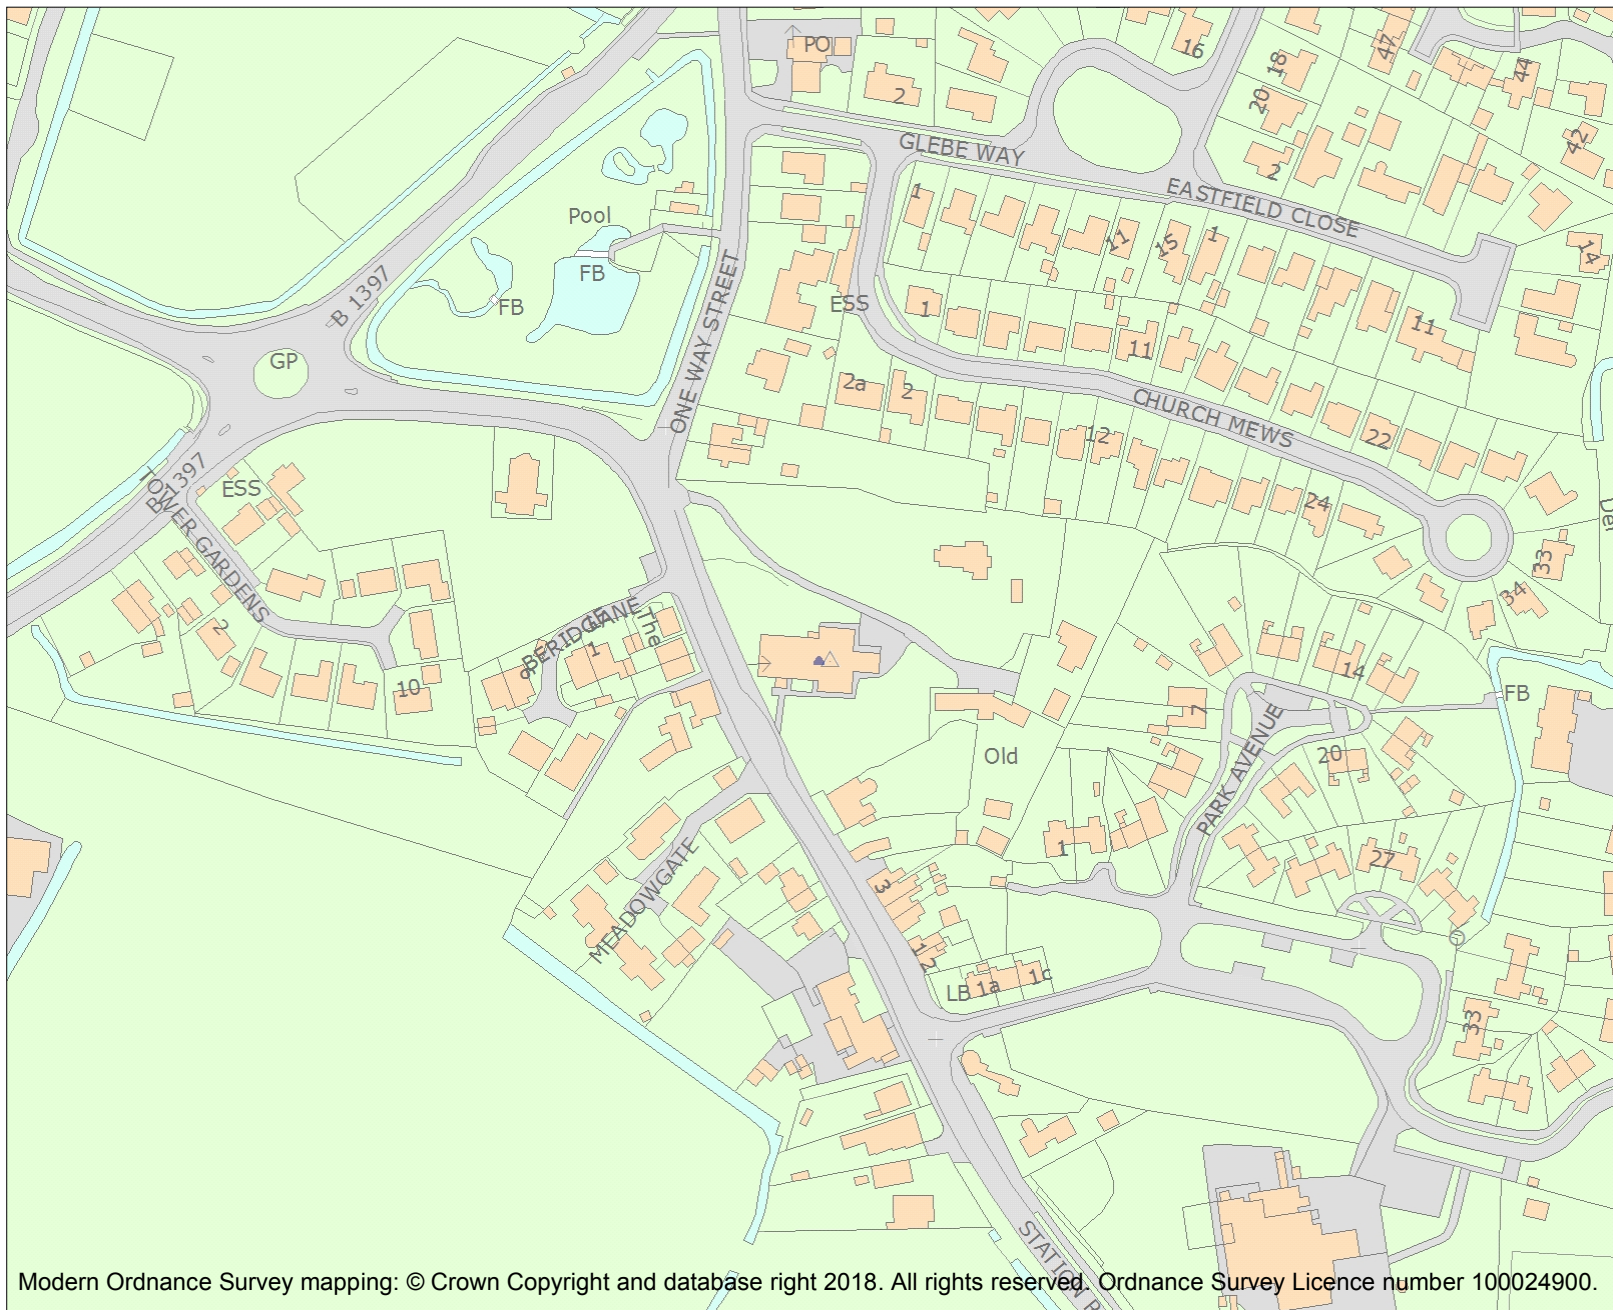 PO
16
47
18
44
20
2
42
GLEBE WAY
2
EASTFIELD CLOSE
1
Pool
11
15
1
14
FB
FB
ESS
1
B 1397
ONE WAY STREET
11
11
GP
2a
2
CHURCH MEWS
12
22
B 1397
ESS
24
TOWER GARDENS
33
34
2
BERIDGE LANE
The
1
9
10
14
7
FB
Old
20
PARK AVENUE
1
27
3
MEADOWGATE
12
LB
1a
1c
33
Modern Ordnance Survey mapping: © Crown Copyright and database right 2018. All rights reserved. Ordnance Survey Licence number 100024900.